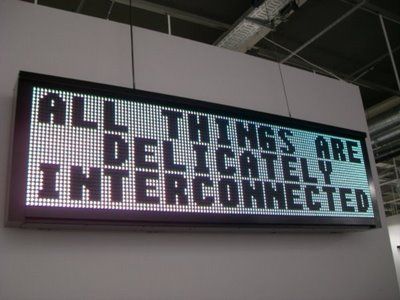 ALL THINGS ARE
DELICATELY
INTERCONNECTED